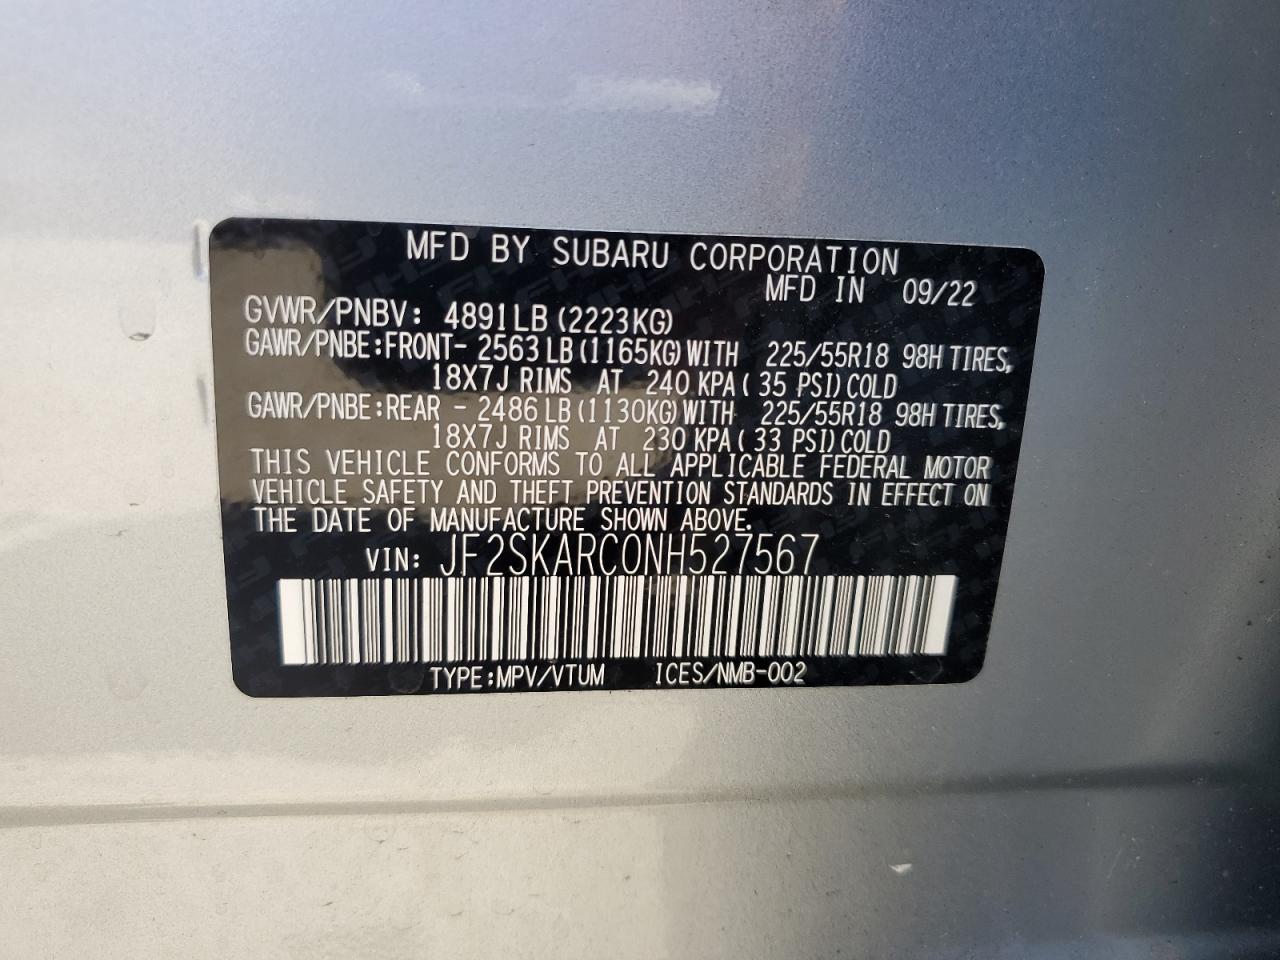 MFD BY SUBARU CORPORATION
MFD IN 09/22
GVWR/PNBV: 4891LB (2223KG)
GAWR/PNBE:FRONT- 2563 LB (1165KG) WITH 225/55R18 98H TIRES,
18X7J RIMS AT 240 KPA ( 35 PSI) COLD
GAWR/PNBE:REAR - 2486 LB (1130KG) WITH 225/55R18 98H TIRES,
18X7J RIMS AT 230 KPA ( 33 PSI) COLD
THIS VEHICLE CONFORMS TO ALL APPLICABLE FEDERAL MOTOR
VEHICLE SAFETY AND THEFT PREVENTION STANDARDS IN EFFECT ON
THE DATE OF MANUFACTURE SHOWN ABOVE.
VIN: JF2SKARC0NH527567
TYPE:MPV/VTUM ICES/NMB-002